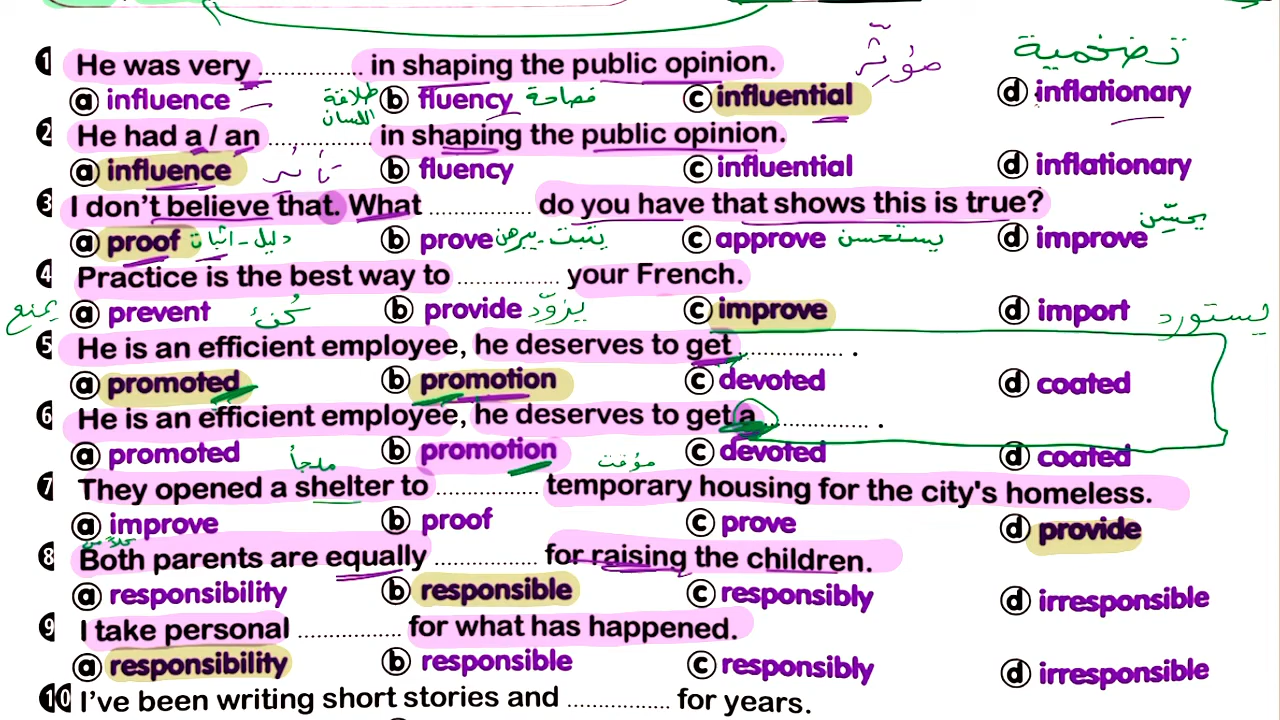 1 He was very ................ in shaping the public opinion. مؤثر تضخمية
a influence طلاقة اللسان b fluency فصاحة c influential d inflationary
2 He had a / an ................ in shaping the public opinion.
a influence تأثير b fluency c influential d inflationary
3 I don't believe that. What ................ do you have that shows this is true?
a proof دليل - اثبات b prove يثبت - يبرهن c approve يستحسن d improve يحسّن
4 Practice is the best way to ................ your French.
يمنع a prevent b provide يزوّد c improve d import يستورد
5 He is an efficient employee, he deserves to get ................ .
a promoted b promotion c devoted d coated
6 He is an efficient employee, he deserves to get a ................ .
a promoted b promotion c devoted d coated
7 They opened a shelter to ................ temporary housing for the city's homeless. ملجأ مؤقت
a improve b proof c prove d provide
8 Both parents are equally ................ for raising the children.
a responsibility b responsible c responsibly d irresponsible
9 I take personal ................ for what has happened.
a responsibility b responsible c responsibly d irresponsible
10 I've been writing short stories and ................ for years.